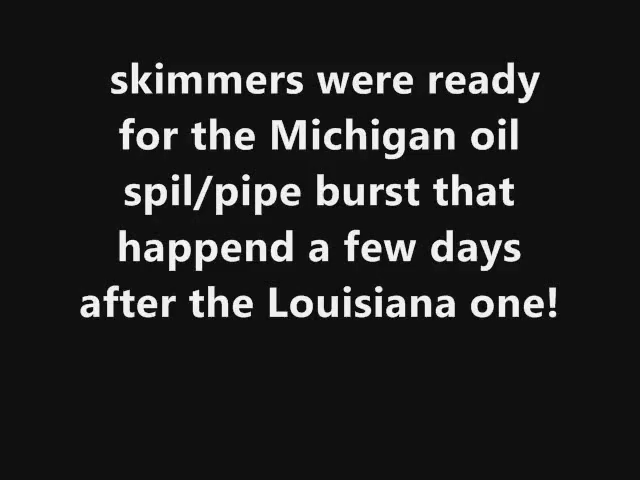 skimmers were ready
for the Michigan oil
spil/pipe burst that
happend a few days
after the Louisiana one!